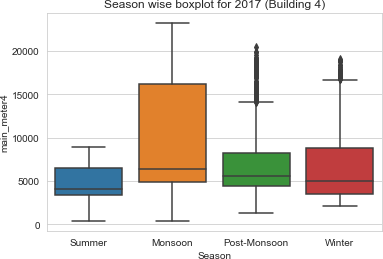 Season wise boxplot for 2017 (Building 4)
20000
15000
10000
5000
0
main_meter4
Summer
Monsoon
Post-Monsoon
Winter
Season